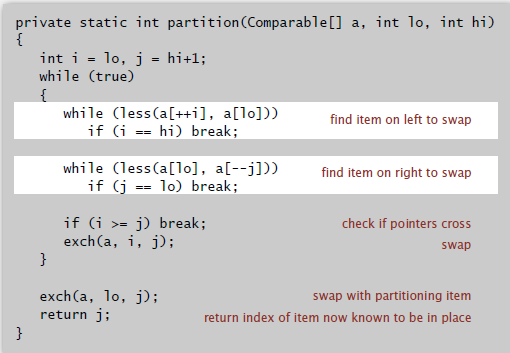 private static int partition(Comparable[] a, int lo, int hi)
{
int i = lo, j = hi+1;
while (true)
{
while (less(a[++i], a[lo])) find item on left to swap
if (i == hi) break;
while (less(a[lo], a[--j])) find item on right to swap
if (j == lo) break;
if (i >= j) break; check if pointers cross
exch(a, i, j); swap
}
exch(a, lo, j); swap with partitioning item
return j; return index of item now known to be in place
}